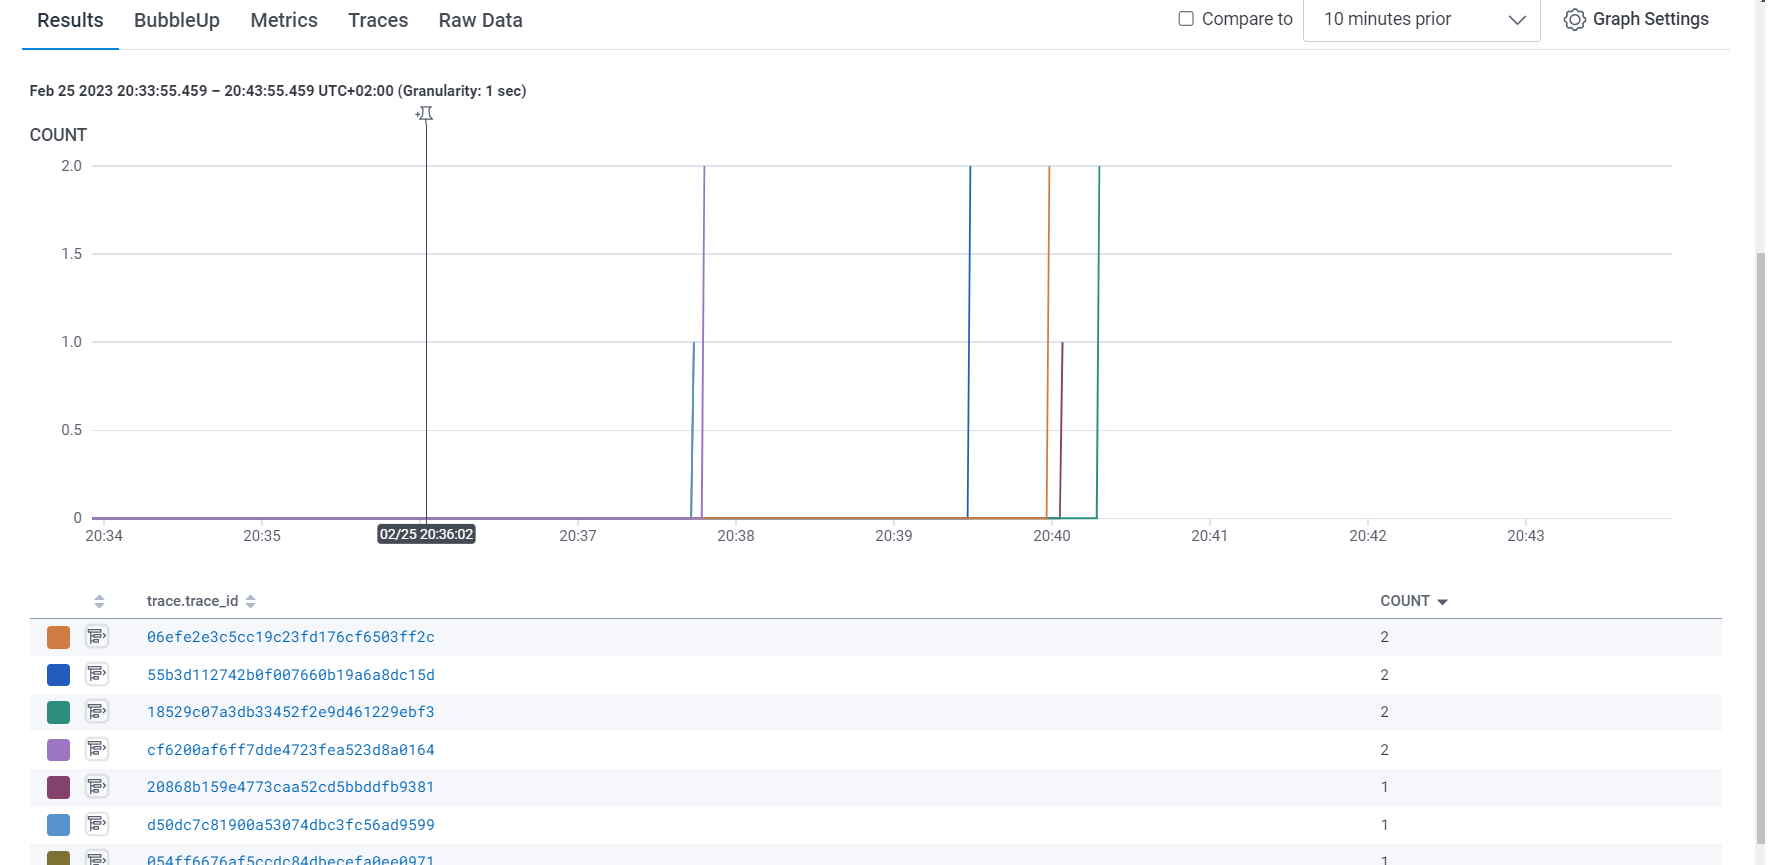 Results BubbleUp Metrics Traces Raw Data Compare to 10 minutes prior Graph Settings
Feb 25 2023 20:33:55.459 – 20:43:55.459 UTC+02:00 (Granularity: 1 sec)
COUNT
2.0
1.5
1.0
0.5
0
20:34 20:35 02/25 20:36:02 20:37 20:38 20:39 20:40 20:41 20:42 20:43
trace.trace_id COUNT
06efe2e3c5cc19c23fd176cf6503ff2c 2
55b3d112742b0f007660b19a6a8dc15d 2
18529c07a3db33452f2e9d461229ebf3 2
cf6200af6ff7dde4723fea523d8a0164 2
20868b159e4773caa52cd5bbddfb9381 1
d50dc7c81900a53074dbc3fc56ad9599 1
054ff6676af5ccdc84dbecefa0ee0971 1